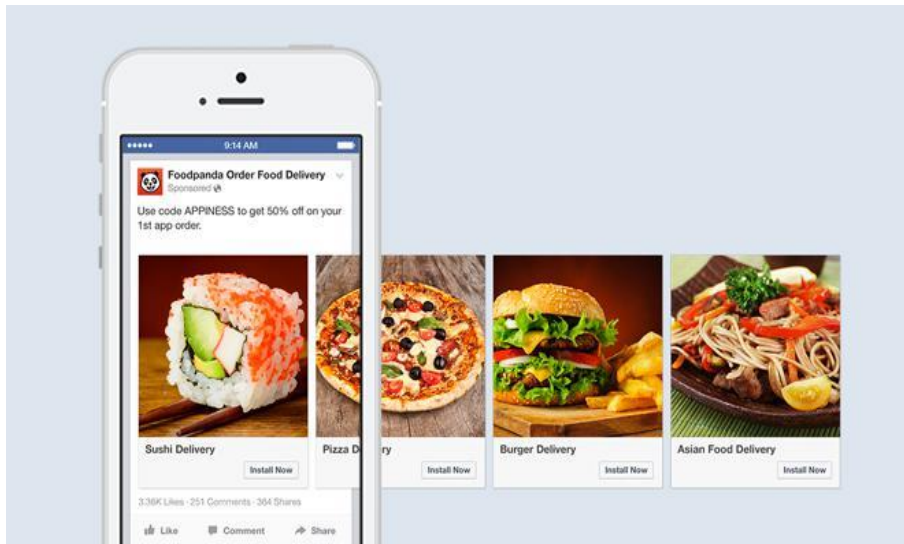 9:14 AM
Foodpanda Order Food Delivery
Sponsored
Use code APPINESS to get 50% off on your
1st app order.
Sushi Delivery
Install Now
Pizza D ry
Install Now
Burger Delivery
Install Now
Asian Food Delivery
Install Now
3.36K Likes · 251 Comments · 364 Shares
Like Comment Share